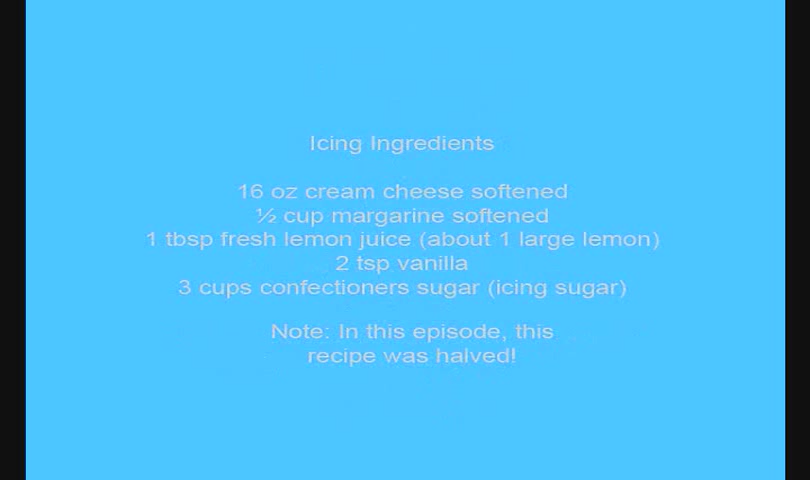 Icing Ingredients
16 oz cream cheese softened
½ cup margarine softened
1 tbsp fresh lemon juice (about 1 large lemon)
2 tsp vanilla
3 cups confectioners sugar (icing sugar)
Note: In this episode, this
recipe was halved!